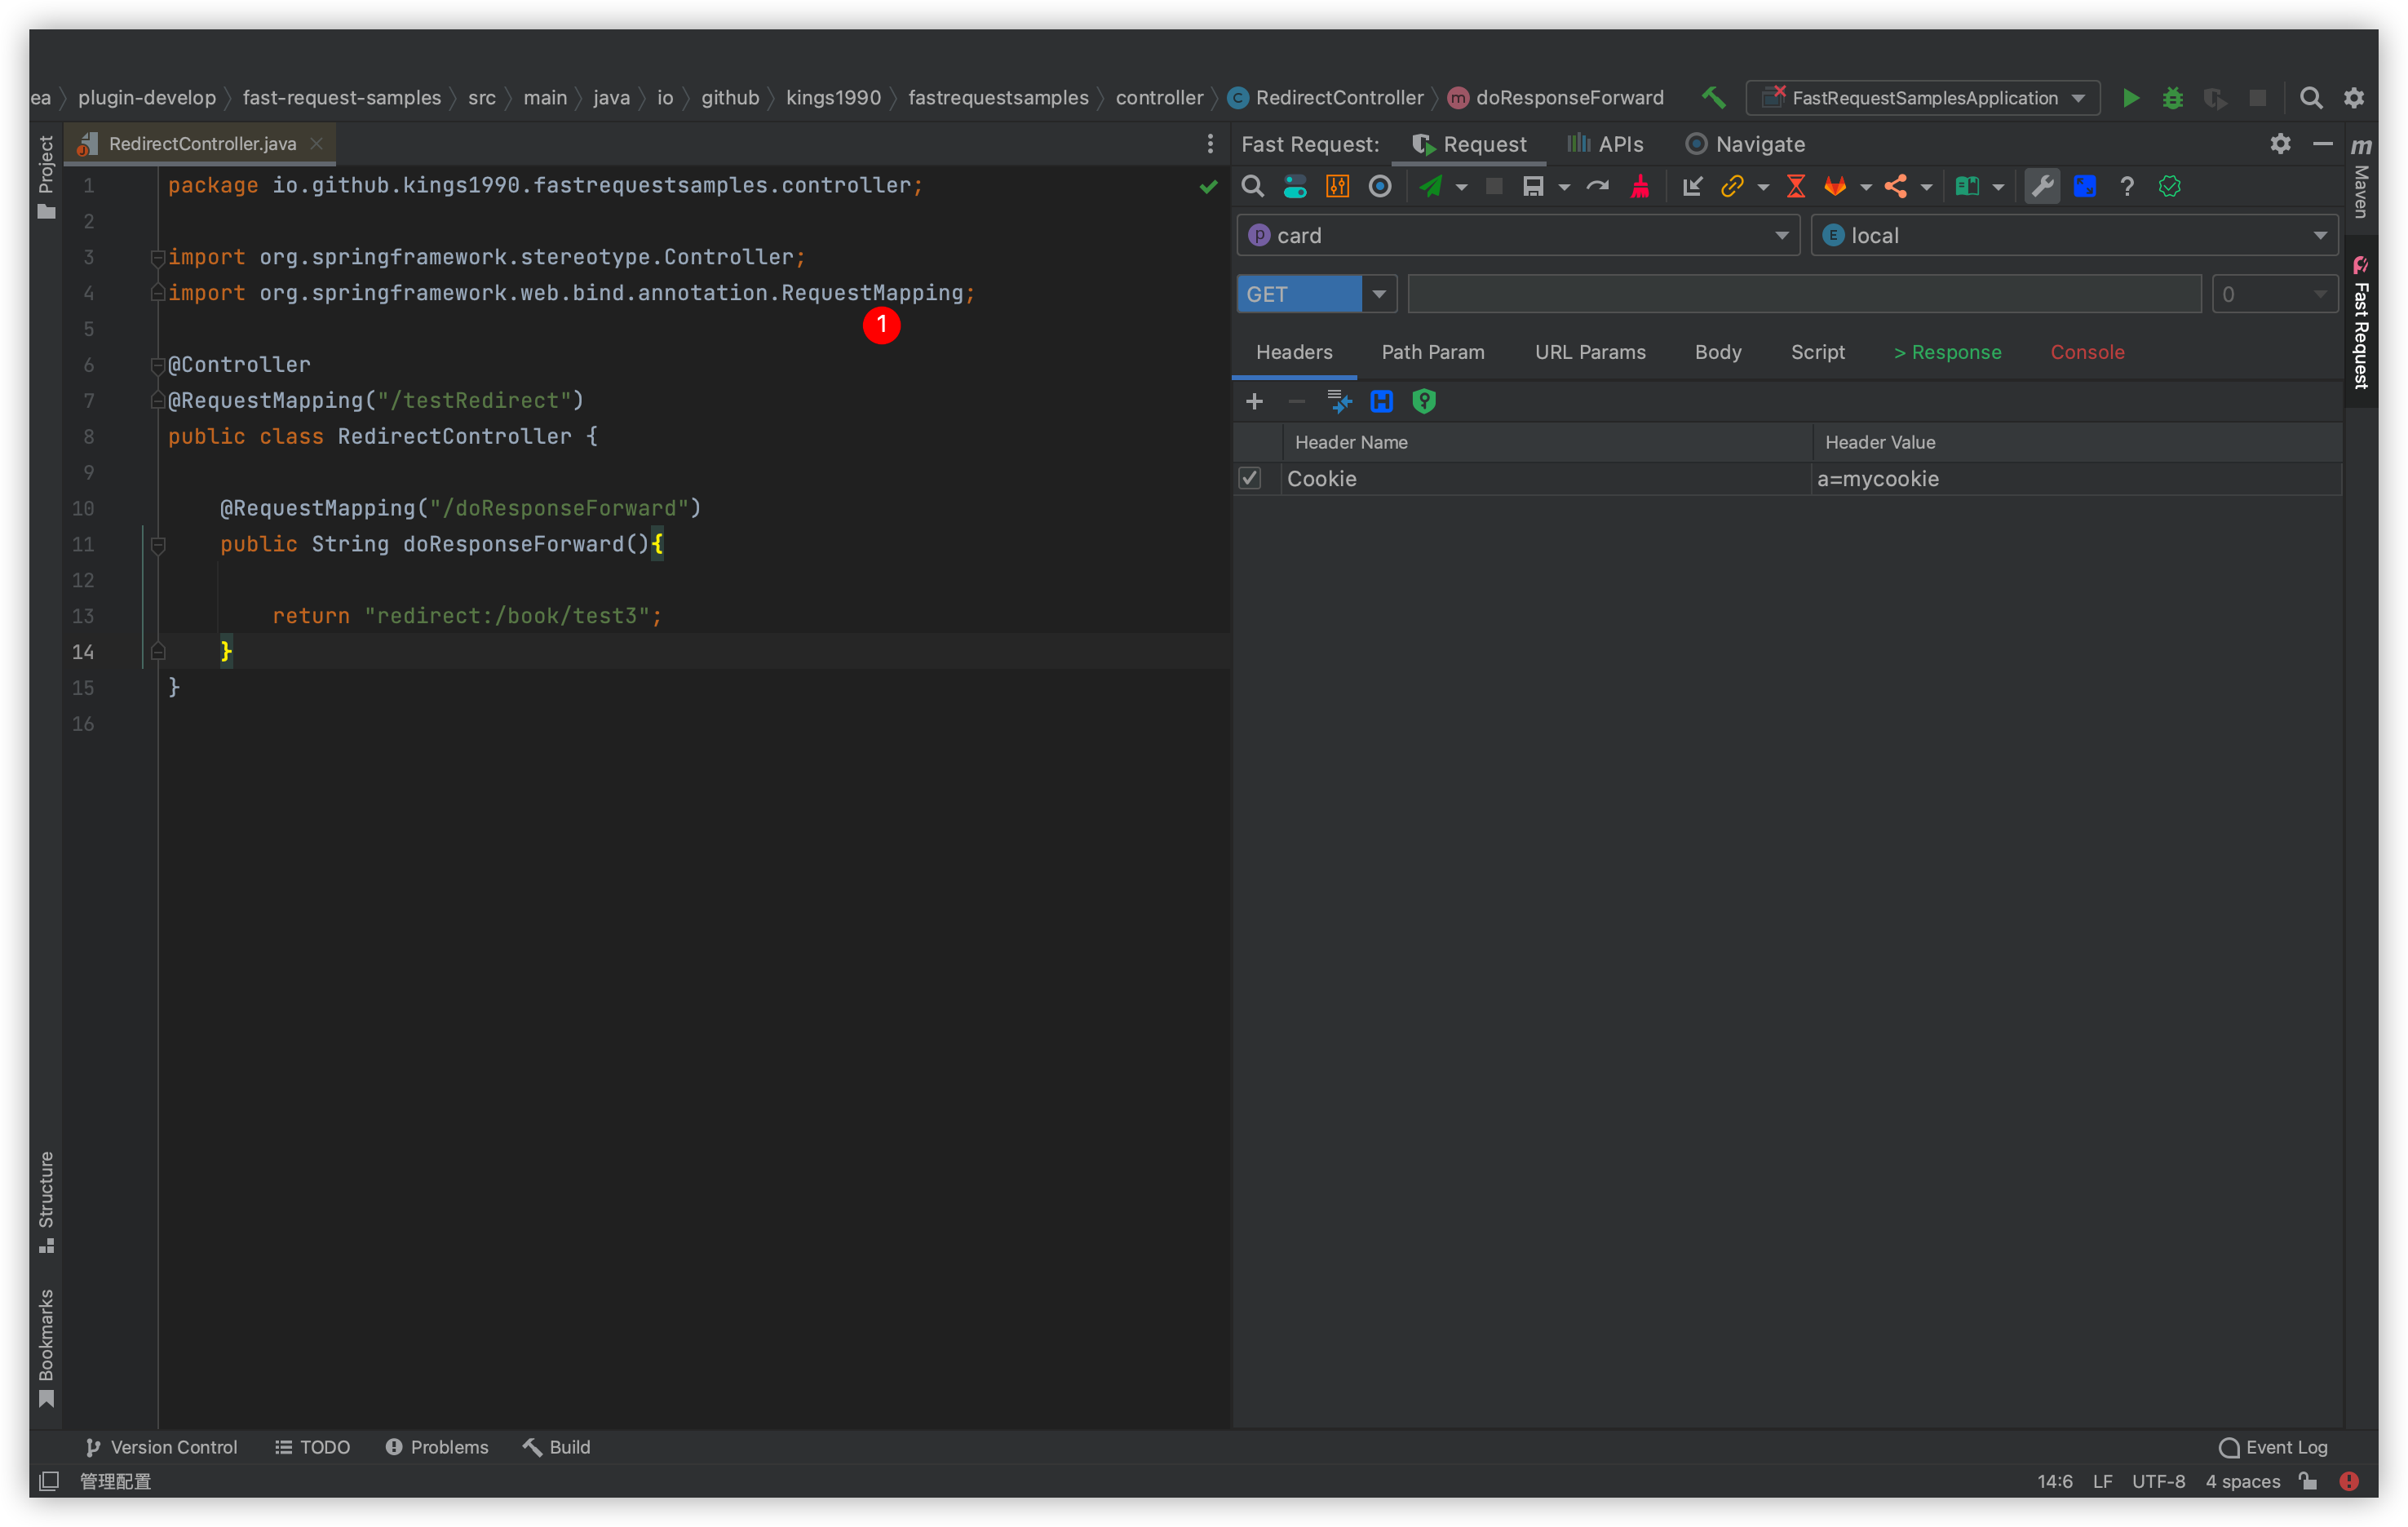 ea 〉 plugin-develop 〉 fast-request-samples 〉 src 〉 main 〉 java 〉 io 〉 github 〉 kings1990 〉 fastrequestsamples 〉 controller 〉 C RedirectController 〉 m doResponseForward FastRequestSamplesApplication
Project
RedirectController.java
1 package io.github.kings1990.fastrequestsamples.controller;
2
3 import org.springframework.stereotype.Controller;
4 import org.springframework.web.bind.annotation.RequestMapping;
1
5
6 @Controller
7 @RequestMapping("/testRedirect")
8 public class RedirectController {
9
10 @RequestMapping("/doResponseForward")
11 public String doResponseForward(){
12
13 return "redirect:/book/test3";
14 }
15 }
16
Structure
Bookmarks
Fast Request: Request APIs Navigate
p card E local
GET 0
Headers Path Param URL Params Body Script > Response Console
Header Name Header Value
Cookie a=mycookie
m Maven
Fast Request
Version Control TODO Problems Build Event Log
管理配置 14:6 LF UTF-8 4 spaces